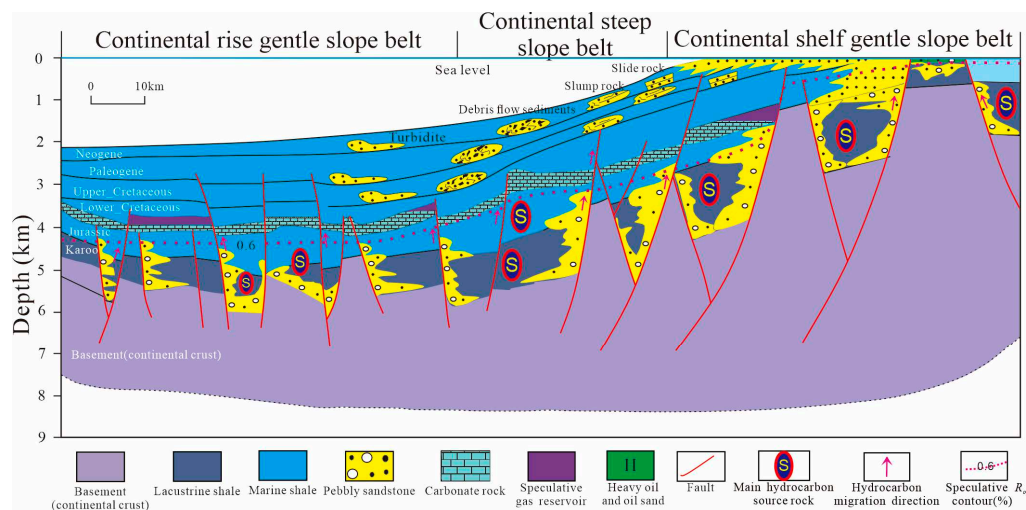 Continental rise gentle slope belt
Continental steep
slope belt
Continental shelf gentle slope belt
Depth (km)
0
1
2
3
4
5
6
7
8
9
Sea level
0 10km
Slide rock
Slump rock
Debris flow sediments
Turbidite
Neogene
Paleogene
Upper Cretaceous
Lower Cretaceous
Jurassic
Karoo
0.6
S
S
S
S
S
S
S
Basement(continental crust)
Basement
(continental crust)
Lacustrine shale
Marine shale
Pebbly sandstone
Carbonate rock
Speculative
gas reservoir
II
Heavy oil
and oil sand
Fault
S
Main hydrocarbon
source rock
Hydrocarbon
migration direction
0.6
Speculative Ro
contour(%)